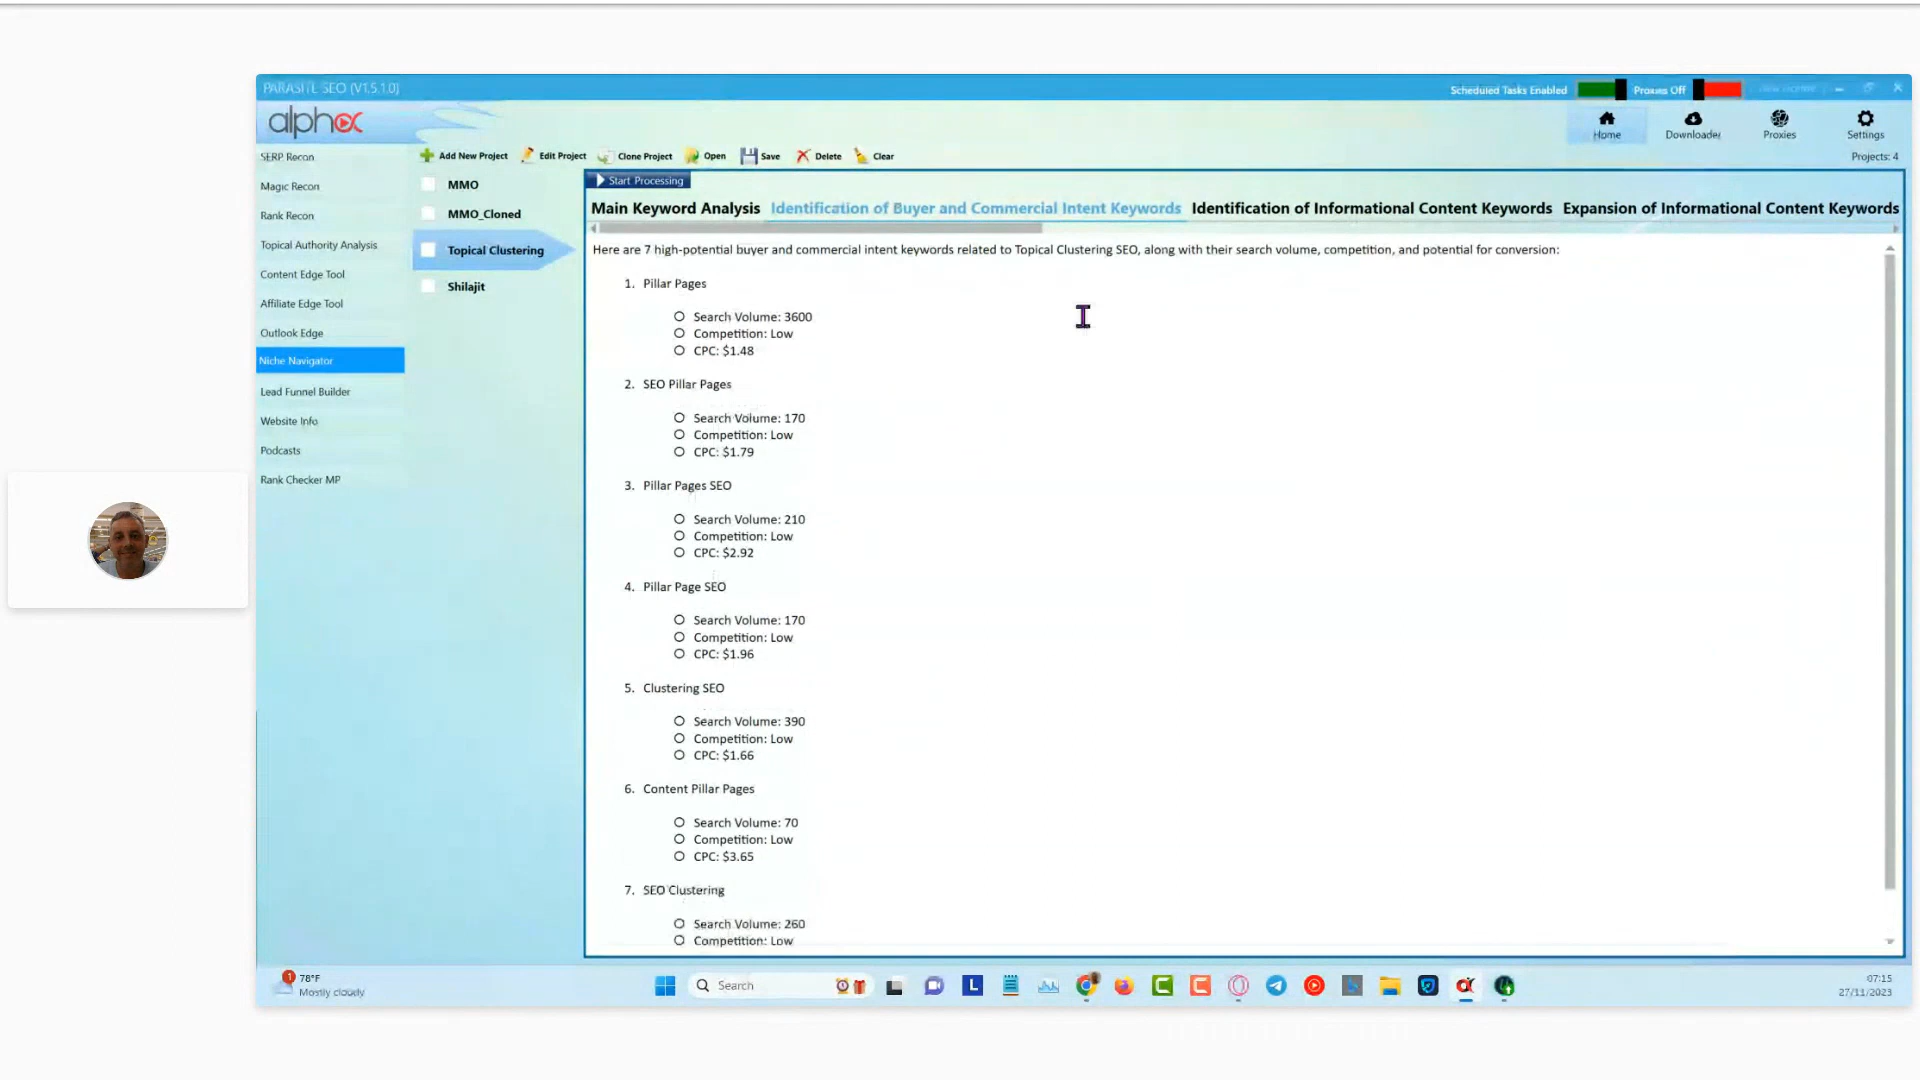 PARASITE SEO (V1.5.1.0)
Scheduled Tasks Enabled
Proxies Off
alpha
Home
Downloader
Proxies
Settings
Projects: 4
Add New Project
Edit Project
Clone Project
Open
Save
Delete
Clear
SERP Recon
Magic Recon
Rank Recon
Topical Authority Analysis
Content Edge Tool
Affiliate Edge Tool
Outlook Edge
Niche Navigator
Lead Funnel Builder
Website Info
Podcasts
Rank Checker MP
MMO
MMO_Cloned
Topical Clustering
Shilajit
Start Processing
Main Keyword Analysis
Identification of Buyer and Commercial Intent Keywords
Identification of Informational Content Keywords
Expansion of Informational Content Keywords
Here are 7 high-potential buyer and commercial intent keywords related to Topical Clustering SEO, along with their search volume, competition, and potential for conversion:
1. Pillar Pages
Search Volume: 3600
Competition: Low
CPC: $1.48
2. SEO Pillar Pages
Search Volume: 170
Competition: Low
CPC: $1.79
3. Pillar Pages SEO
Search Volume: 210
Competition: Low
CPC: $2.92
4. Pillar Page SEO
Search Volume: 170
Competition: Low
CPC: $1.96
5. Clustering SEO
Search Volume: 390
Competition: Low
CPC: $1.66
6. Content Pillar Pages
Search Volume: 70
Competition: Low
CPC: $3.65
7. SEO Clustering
Search Volume: 260
Competition: Low
1
78°F
Mostly cloudy
Search
L
07:15
27/11/2023